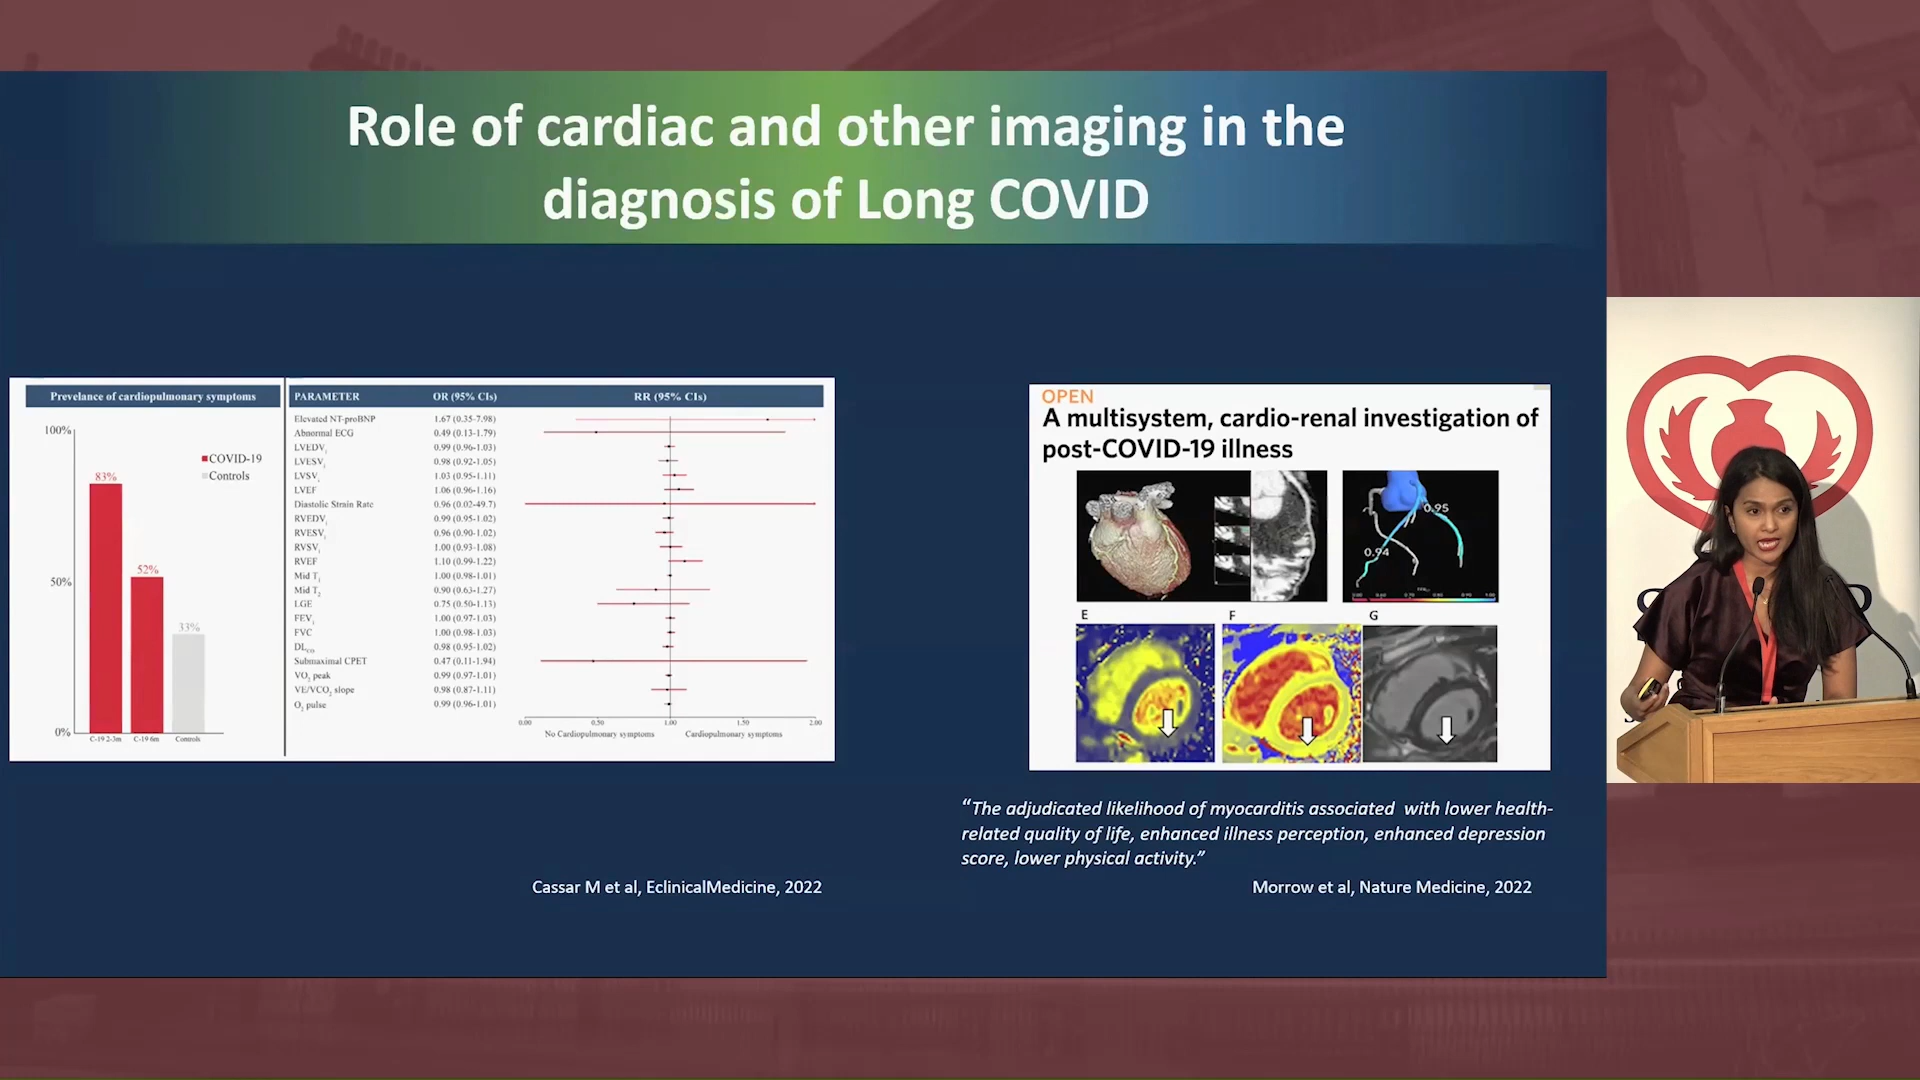 Role of cardiac and other imaging in the
diagnosis of Long COVID
Prevelance of cardiopulmonary symptoms
100%
50%
0%
83%
52%
33%
COVID-19
Controls
C-19 2-3m C-19 6m Controls
PARAMETER OR (95% CIs) RR (95% CIs)
Elevated NT-proBNP 1.67 (0.35-7.98)
Abnormal ECG 0.49 (0.13-1.79)
LVEDVi 0.99 (0.96-1.03)
LVESVi 0.98 (0.92-1.05)
LVSVi 1.03 (0.95-1.11)
LVEF 1.06 (0.96-1.16)
Diastolic Strain Rate 0.96 (0.02-49.7)
RVEDVi 0.99 (0.95-1.02)
RVESVi 0.96 (0.90-1.02)
RVSVi 1.00 (0.93-1.08)
RVEF 1.10 (0.99-1.22)
Mid T1 1.00 (0.98-1.01)
Mid T2 0.90 (0.63-1.27)
LGE 0.75 (0.50-1.13)
FEV1 1.00 (0.97-1.03)
FVC 1.00 (0.98-1.03)
DLCO 0.98 (0.95-1.02)
Submaximal CPET 0.47 (0.11-1.94)
VO2 peak 0.99 (0.97-1.01)
VE/VCO2 slope 0.98 (0.87-1.11)
O2 pulse 0.99 (0.96-1.01)
0.00 0.50 1.00 1.50 2.00
No Cardiopulmonary symptoms Cardiopulmonary symptoms
Cassar M et al, EclinicalMedicine, 2022
OPEN
A multisystem, cardio-renal investigation of
post-COVID-19 illness
0.95
0.94
E F G
“The adjudicated likelihood of myocarditis associated with lower health-
related quality of life, enhanced illness perception, enhanced depression
score, lower physical activity.”
Morrow et al, Nature Medicine, 2022